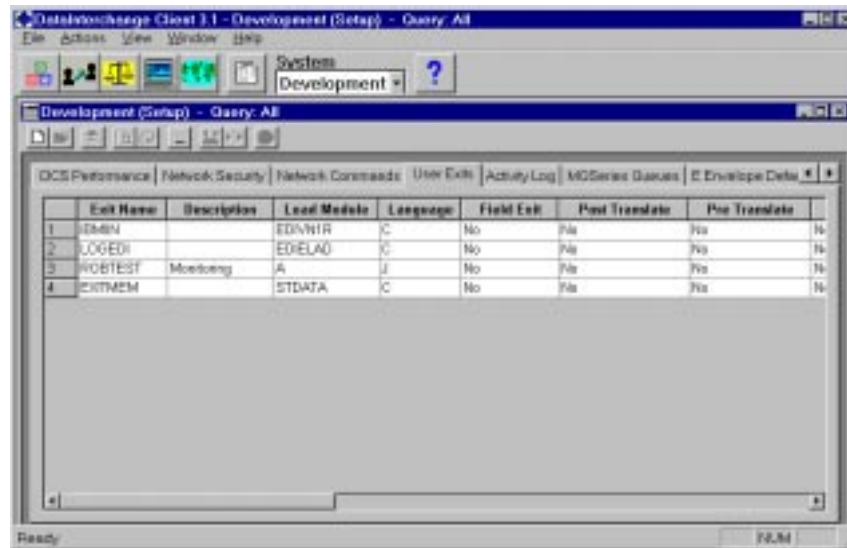 DataInterchange Client 3.1 - Development (Setup) - Query: All
File Actions View Window Help
System
Development
?
Development (Setup) - Query: All
OCS Performance Network Security Network Commands User Exits Activity Log MQSeries Queues E Envelope Defau
Exit Name Description Load Module Language Field Exit Post Translate Pre Translate
1 IDMIN EDIVN1R C No No No
2 LOGEDI EDIELAD C No No No
3 ROBTEST Monitoring A J No No No
4 EXITMEM STDATA C No No No
Ready NUM